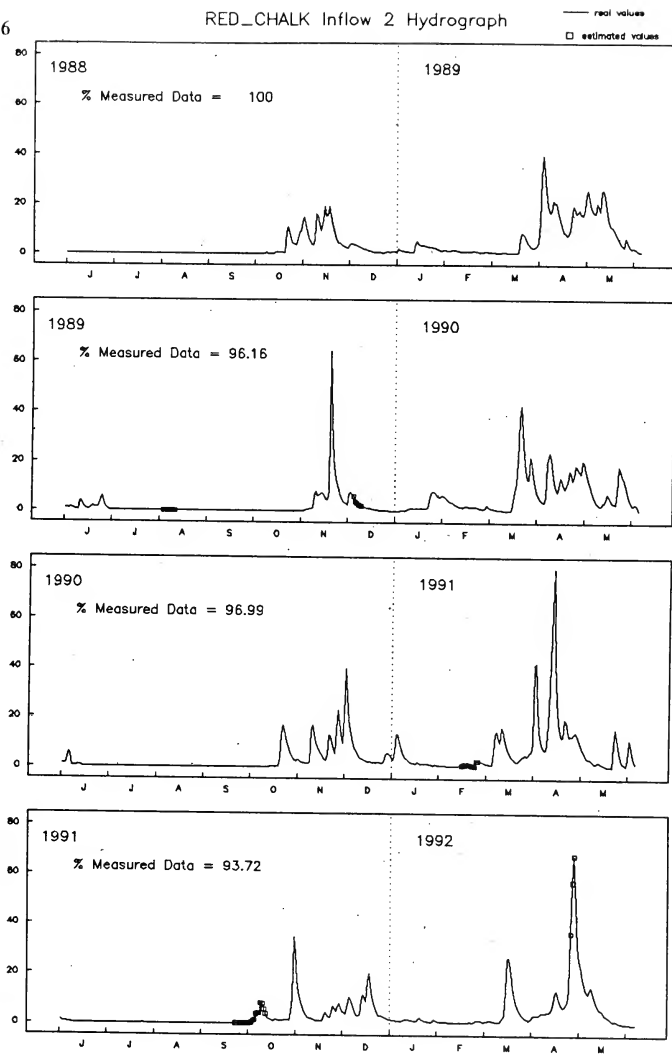 6
RED_CHALK Inflow 2 Hydrograph
real values
estimated values
80
60
40
20
0
1988
1989
% Measured Data = 100
J J A S O N D J F M A M
80
60
40
20
0
1989
1990
% Measured Data = 96.16
J J A S O N D J F M A M
80
60
40
20
0
1990
1991
% Measured Data = 96.99
J J A S O N D J F M A M
80
60
40
20
0
1991
1992
% Measured Data = 93.72
J J A S O N D J F M A M